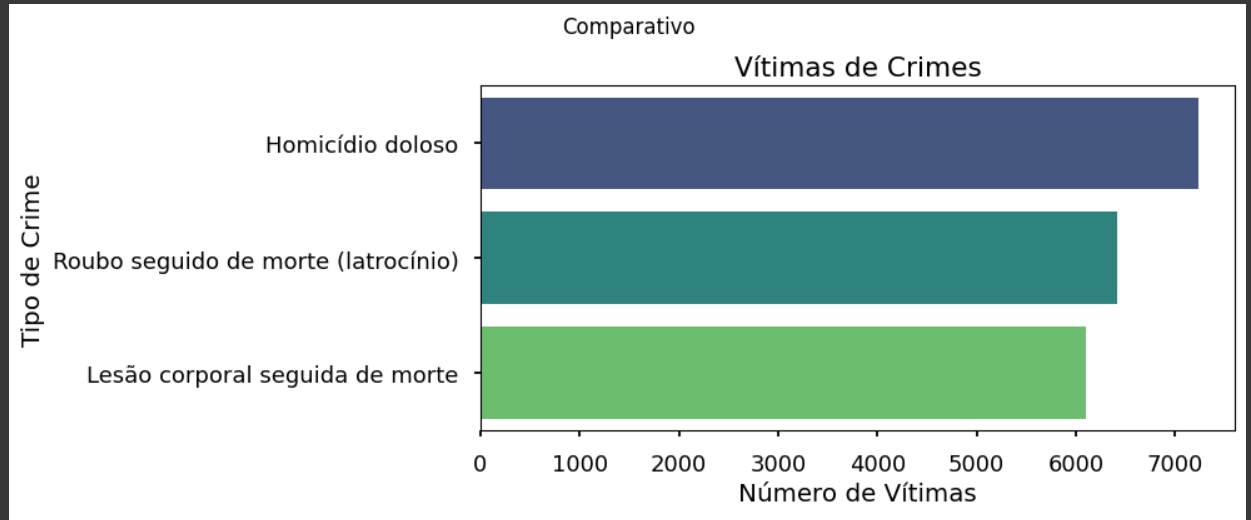 Comparativo
Vítimas de Crimes
Tipo de Crime
Homicídio doloso
Roubo seguido de morte (latrocínio)
Lesão corporal seguida de morte
0 1000 2000 3000 4000 5000 6000 7000
Número de Vítimas